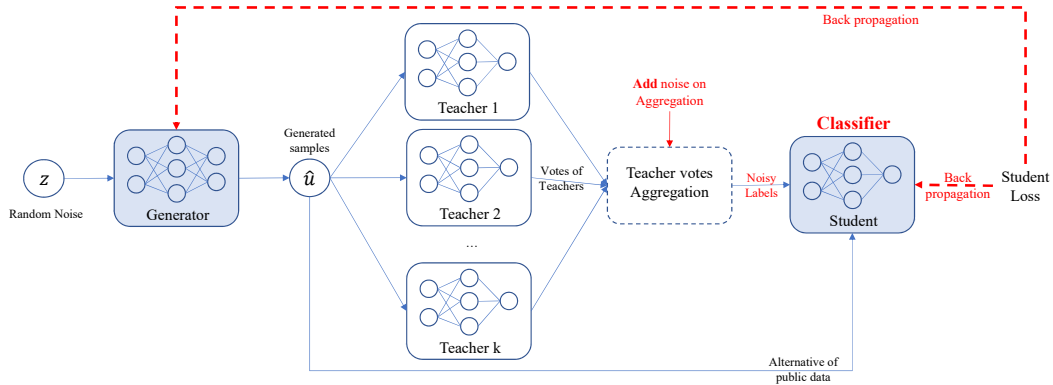 Back propagation
Teacher 1
Add noise on
Aggregation
Classifier
Generated
samples
z
Random Noise
Generator
û
Votes of
Teachers
Teacher 2
Teacher votes
Aggregation
Noisy
Labels
Student
Back
propagation
Student
Loss
...
Teacher k
Alternative of
public data